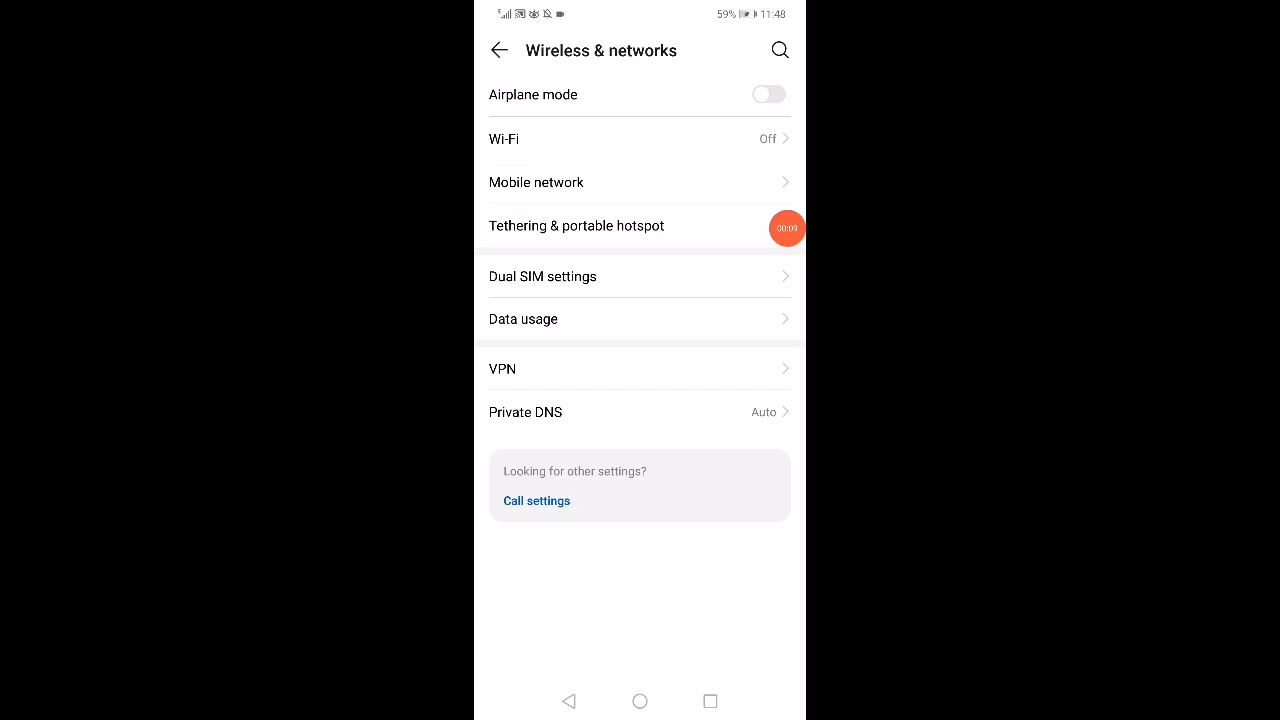 59% 11:48
Wireless & networks
Airplane mode
Wi-Fi Off
Mobile network
Tethering & portable hotspot
00:09
Dual SIM settings
Data usage
VPN
Private DNS Auto
Looking for other settings?
Call settings